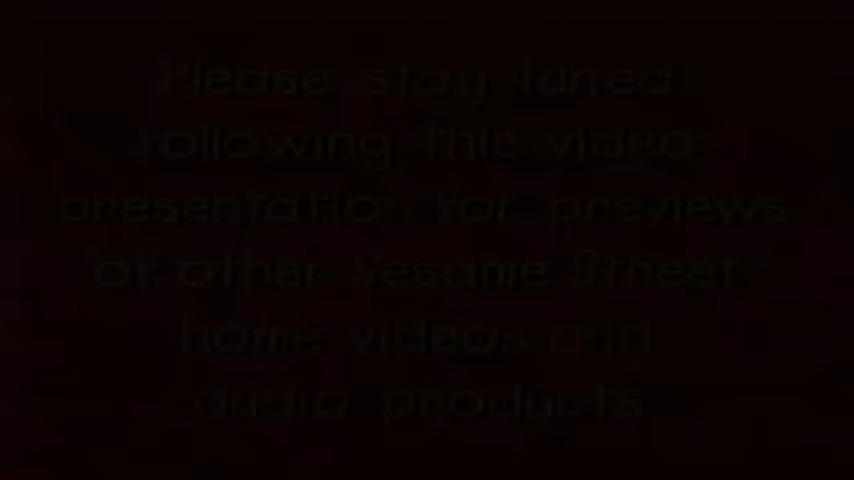 Please stay tuned
following this video
presentation for previews
of other Sesame Street
home videos and
audio products